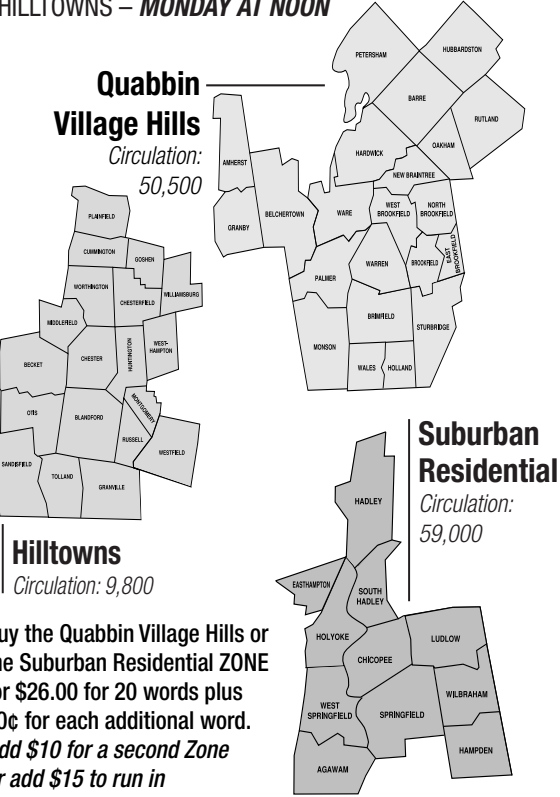 HILLTOWNS – MONDAY AT NOON
Quabbin
Village Hills
Circulation:
50,500
PETERSHAM
HUBBARDSTON
BARRE
RUTLAND
HARDWICK
OAKHAM
NEW BRAINTREE
AMHERST
BELCHERTOWN
GRANBY
WARE
WEST
BROOKFIELD
NORTH
BROOKFIELD
EAST
BROOKFIELD
PALMER
WARREN
BROOKFIELD
BRIMFIELD
STURBRIDGE
MONSON
WALES
HOLLAND
PLAINFIELD
CUMMINGTON
GOSHEN
WORTHINGTON
CHESTERFIELD
WILLIAMSBURG
MIDDLEFIELD
CHESTER
HUNTINGTON
WEST-
HAMPTON
BECKET
MONTGOMERY
OTIS
BLANDFORD
RUSSELL
WESTFIELD
SANDISFIELD
TOLLAND
GRANVILLE
Hilltowns
Circulation: 9,800
Suburban
Residential
Circulation:
59,000
HADLEY
EASTHAMPTON
SOUTH
HADLEY
HOLYOKE
CHICOPEE
LUDLOW
WEST
SPRINGFIELD
SPRINGFIELD
WILBRAHAM
AGAWAM
HAMPDEN
uy the Quabbin Village Hills or
he Suburban Residential ZONE
or $26.00 for 20 words plus
0¢ for each additional word.
dd $10 for a second Zone
r add $15 to run in